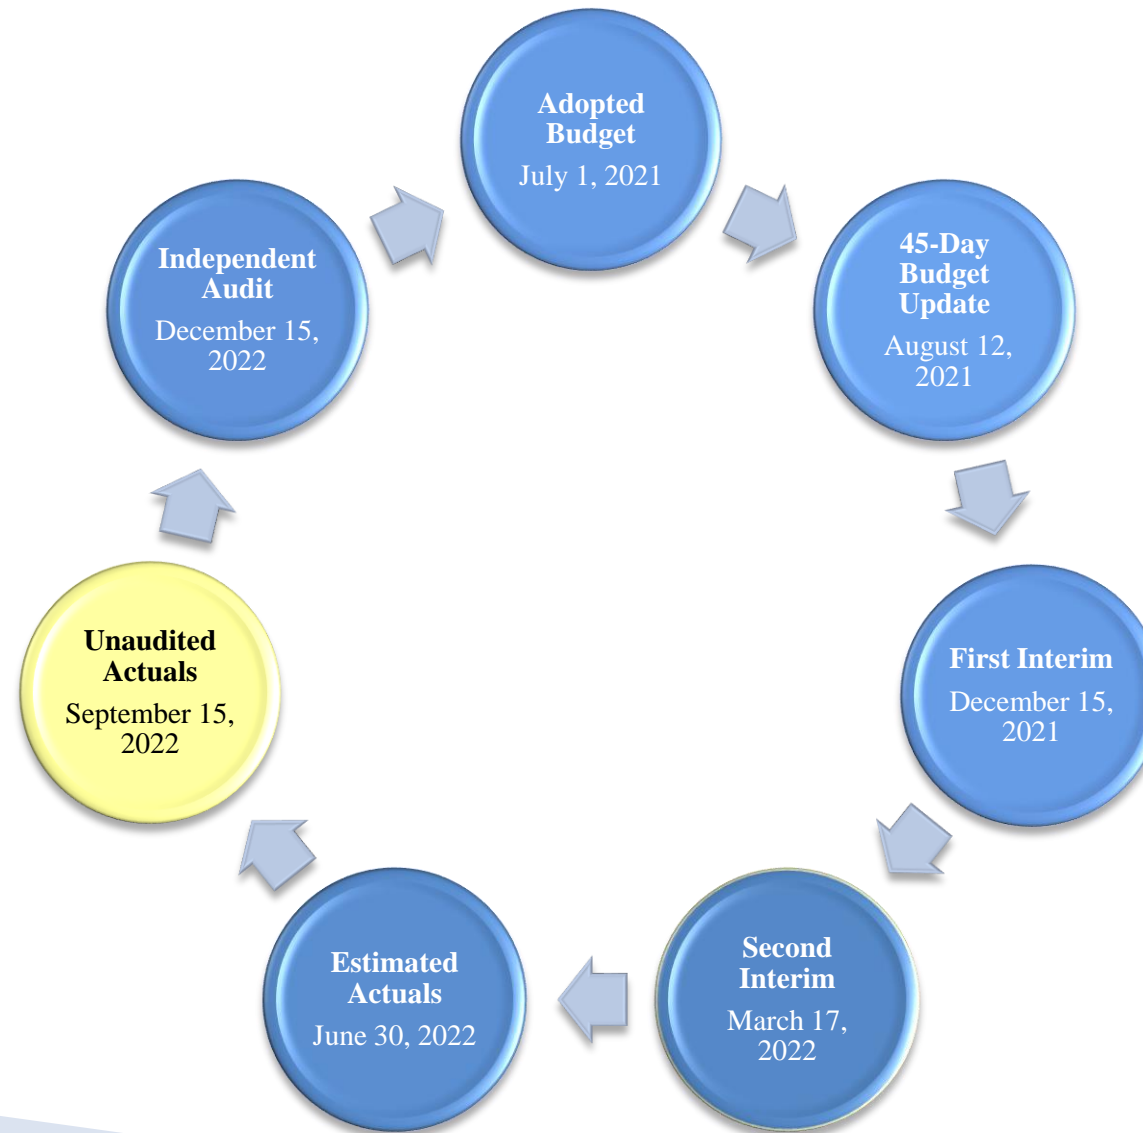 Adopted
Budget
July 1, 2021
45-Day
Budget
Update
August 12,
2021
First Interim
December 15,
2021
Second
Interim
March 17,
2022
Estimated
Actuals
June 30, 2022
Unaudited
Actuals
September 15,
2022
Independent
Audit
December 15,
2022